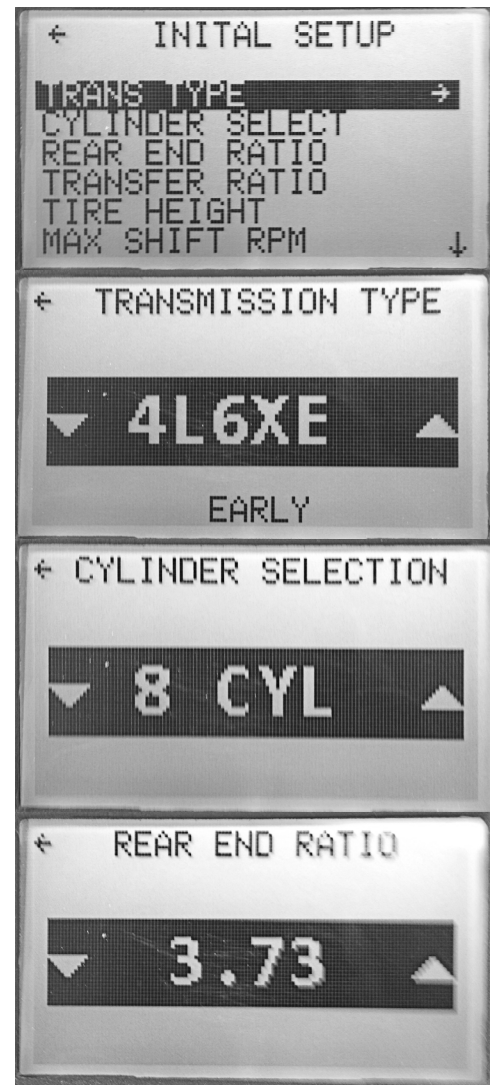 ← INITAL SETUP
TRANS TYPE →
CYLINDER SELECT
REAR END RATIO
TRANSFER RATIO
TIRE HEIGHT
MAX SHIFT RPM ↓
← TRANSMISSION TYPE
▼ 4L6XE ▲
EARLY
← CYLINDER SELECTION
▼ 8 CYL ▲
← REAR END RATIO
▼ 3.73 ▲